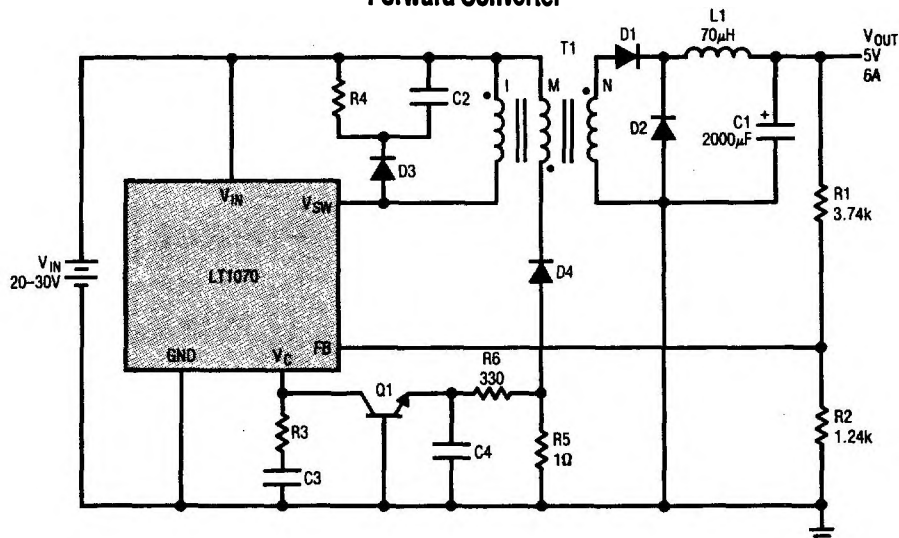 Forward Converter
L1
70µH
VOUT
5V
6A
T1
D1
I
M
N
R4
C2
D2
C1
+
2000µF
D3
VIN
VSW
R1
3.74k
VIN
20-30V
LT1070
D4
GND
VC
FB
R6
330
Q1
R3
C3
C4
R5
1Ω
R2
1.24k